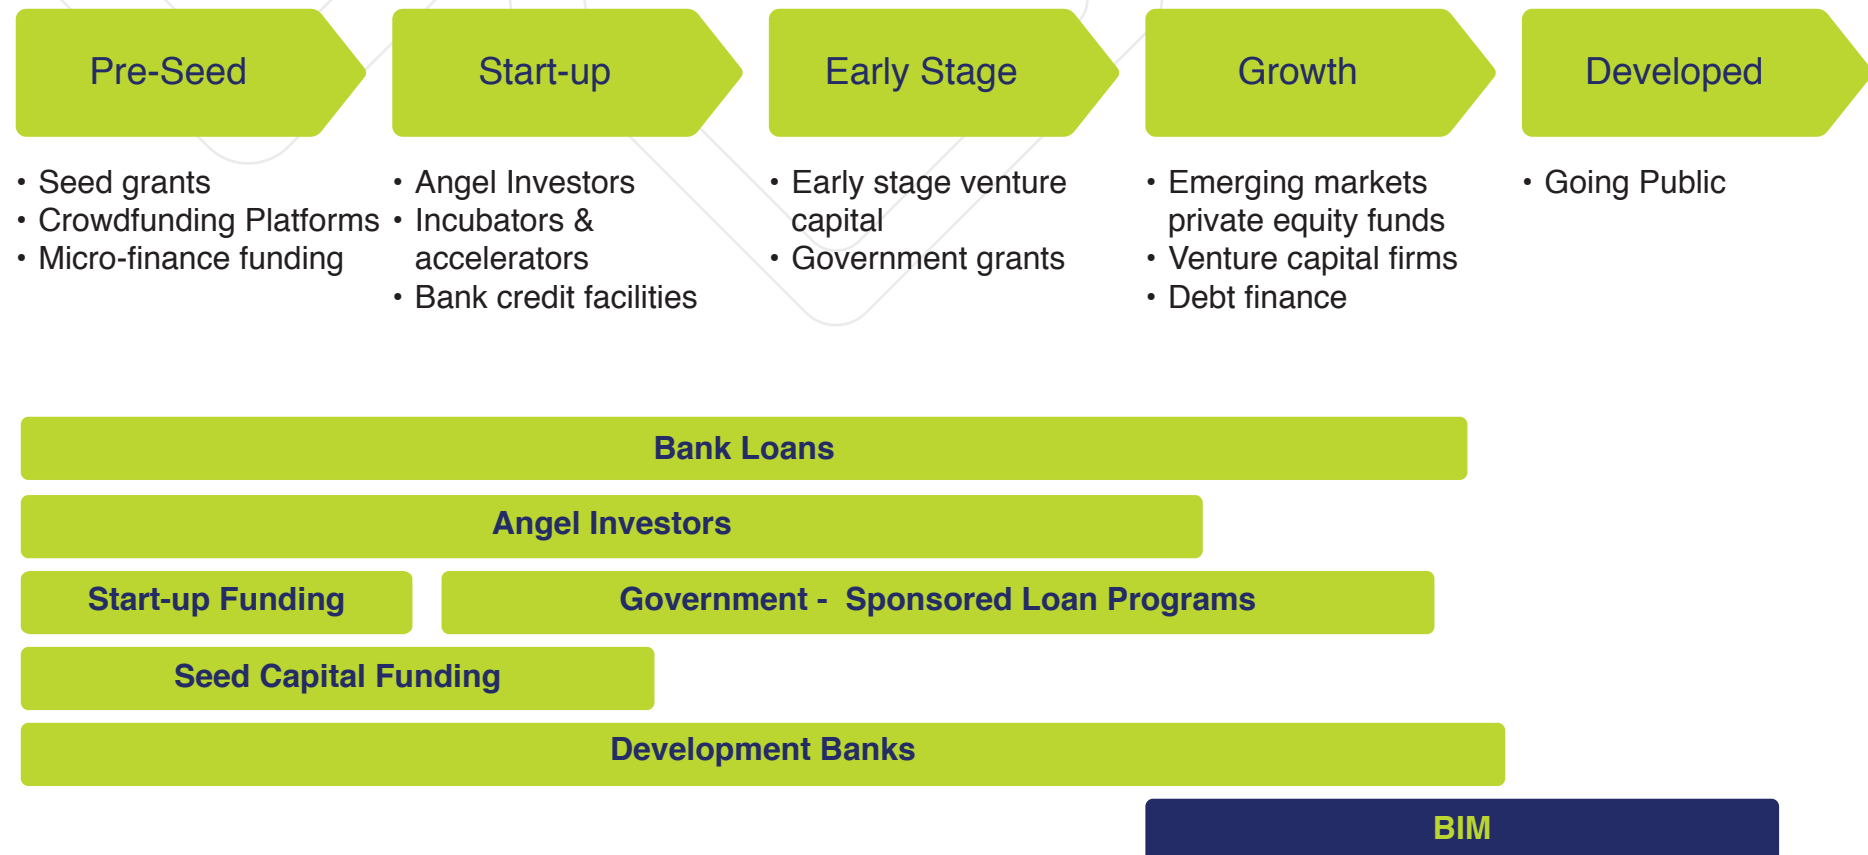 Pre-Seed
Start-up
Early Stage
Growth
Developed
• Seed grants
• Crowdfunding Platforms
• Micro-finance funding
• Angel Investors
• Incubators &
accelerators
• Bank credit facilities
• Early stage venture
capital
• Government grants
• Emerging markets
private equity funds
• Venture capital firms
• Debt finance
• Going Public
Bank Loans
Angel Investors
Start-up Funding
Government -  Sponsored Loan Programs
Seed Capital Funding
Development Banks
BIM